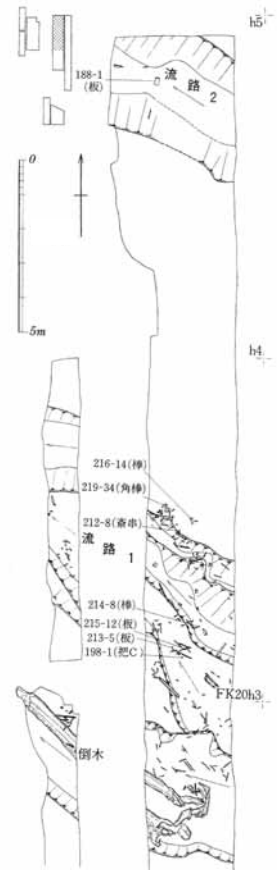 h5
188-1
(板)
流路2
0
5m
h4
216-14(棒)
219-34(角棒)
212-8(斎串)
流路1
214-8(棒)
215-12(板)
213-5(板)
198-1(把C)
FK20h3
倒木